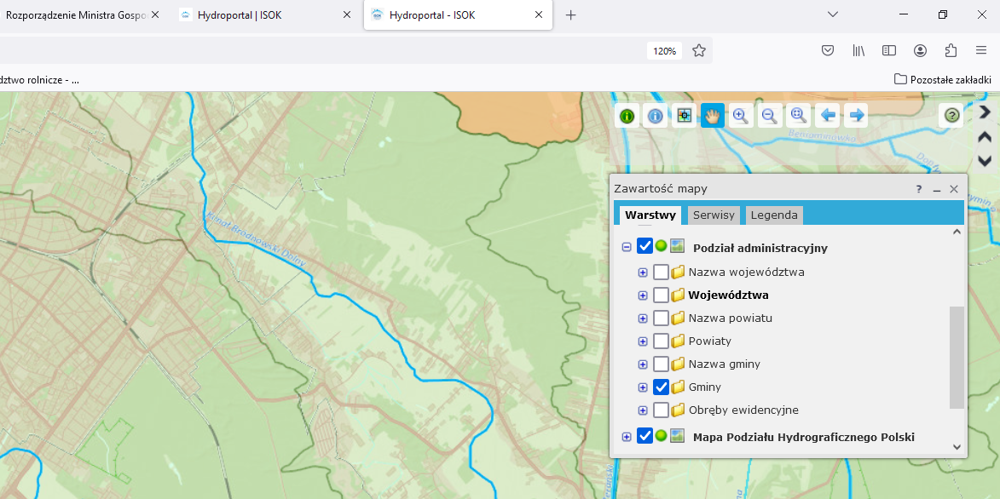 Rozporządzenie Ministra Gospo
Hydroportal | ISOK
Hydroportal - ISOK
120%
dztwo rolnicze - ...
Pozostałe zakładki
Kanał Bródnowski Dolny
Zawartość mapy
?
Warstwy
Serwisy
Legenda
Podział administracyjny
Nazwa województwa
Województwa
Nazwa powiatu
Powiaty
Nazwa gminy
Gminy
Obręby ewidencyjne
Mapa Podziału Hydrograficznego Polski